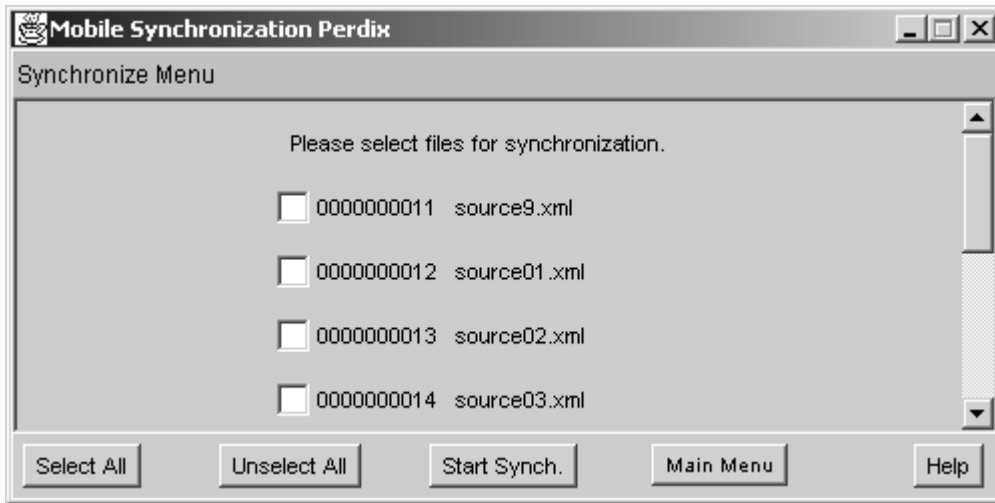 Mobile Synchronization Perdix
Synchronize Menu
Please select files for synchronization.
0000000011 source9.xml
0000000012 source01.xml
0000000013 source02.xml
0000000014 source03.xml
Select All Unselect All Start Synch. Main Menu Help